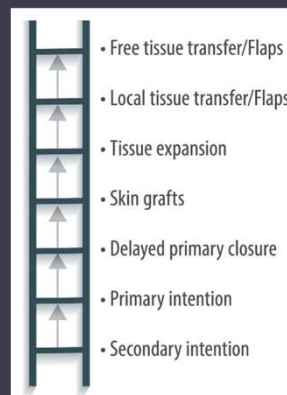 • Free tissue transfer/Flaps
• Local tissue transfer/Flaps
• Tissue expansion
• Skin grafts
• Delayed primary closure
• Primary intention
• Secondary intention